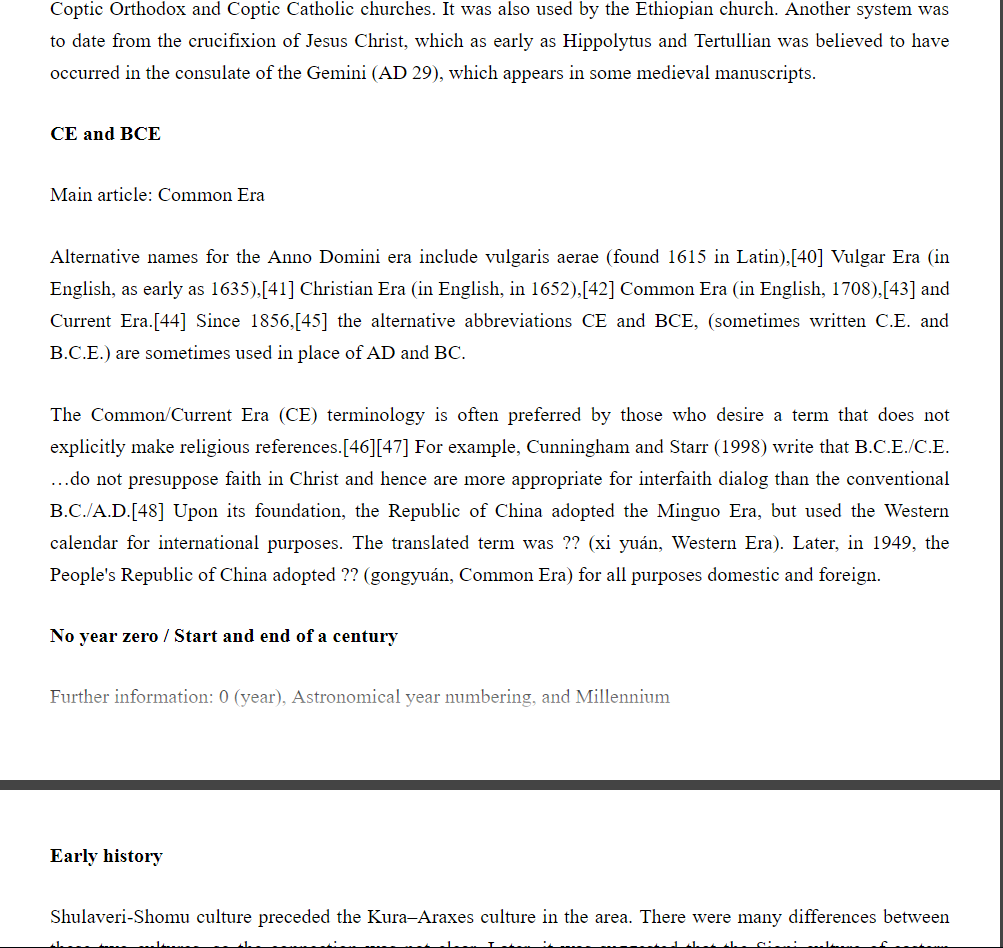 Coptic Orthodox and Coptic Catholic churches. It was also used by the Ethiopian church. Another system was
to date from the crucifixion of Jesus Christ, which as early as Hippolytus and Tertullian was believed to have
occurred in the consulate of the Gemini (AD 29), which appears in some medieval manuscripts.
CE and BCE
Main article: Common Era
Alternative names for the Anno Domini era include vulgaris aerae (found 1615 in Latin),[40] Vulgar Era (in
English, as early as 1635),[41] Christian Era (in English, in 1652),[42] Common Era (in English, 1708),[43] and
Current Era.[44] Since 1856,[45] the alternative abbreviations CE and BCE, (sometimes written C.E. and
B.C.E.) are sometimes used in place of AD and BC.
The Common/Current Era (CE) terminology is often preferred by those who desire a term that does not
explicitly make religious references.[46][47] For example, Cunningham and Starr (1998) write that B.C.E./C.E.
…do not presuppose faith in Christ and hence are more appropriate for interfaith dialog than the conventional
B.C./A.D.[48] Upon its foundation, the Republic of China adopted the Minguo Era, but used the Western
calendar for international purposes. The translated term was ?? (xi yuán, Western Era). Later, in 1949, the
People's Republic of China adopted ?? (gongyuán, Common Era) for all purposes domestic and foreign.
No year zero / Start and end of a century
Further information: 0 (year), Astronomical year numbering, and Millennium
Early history
Shulaveri-Shomu culture preceded the Kura–Araxes culture in the area. There were many differences between